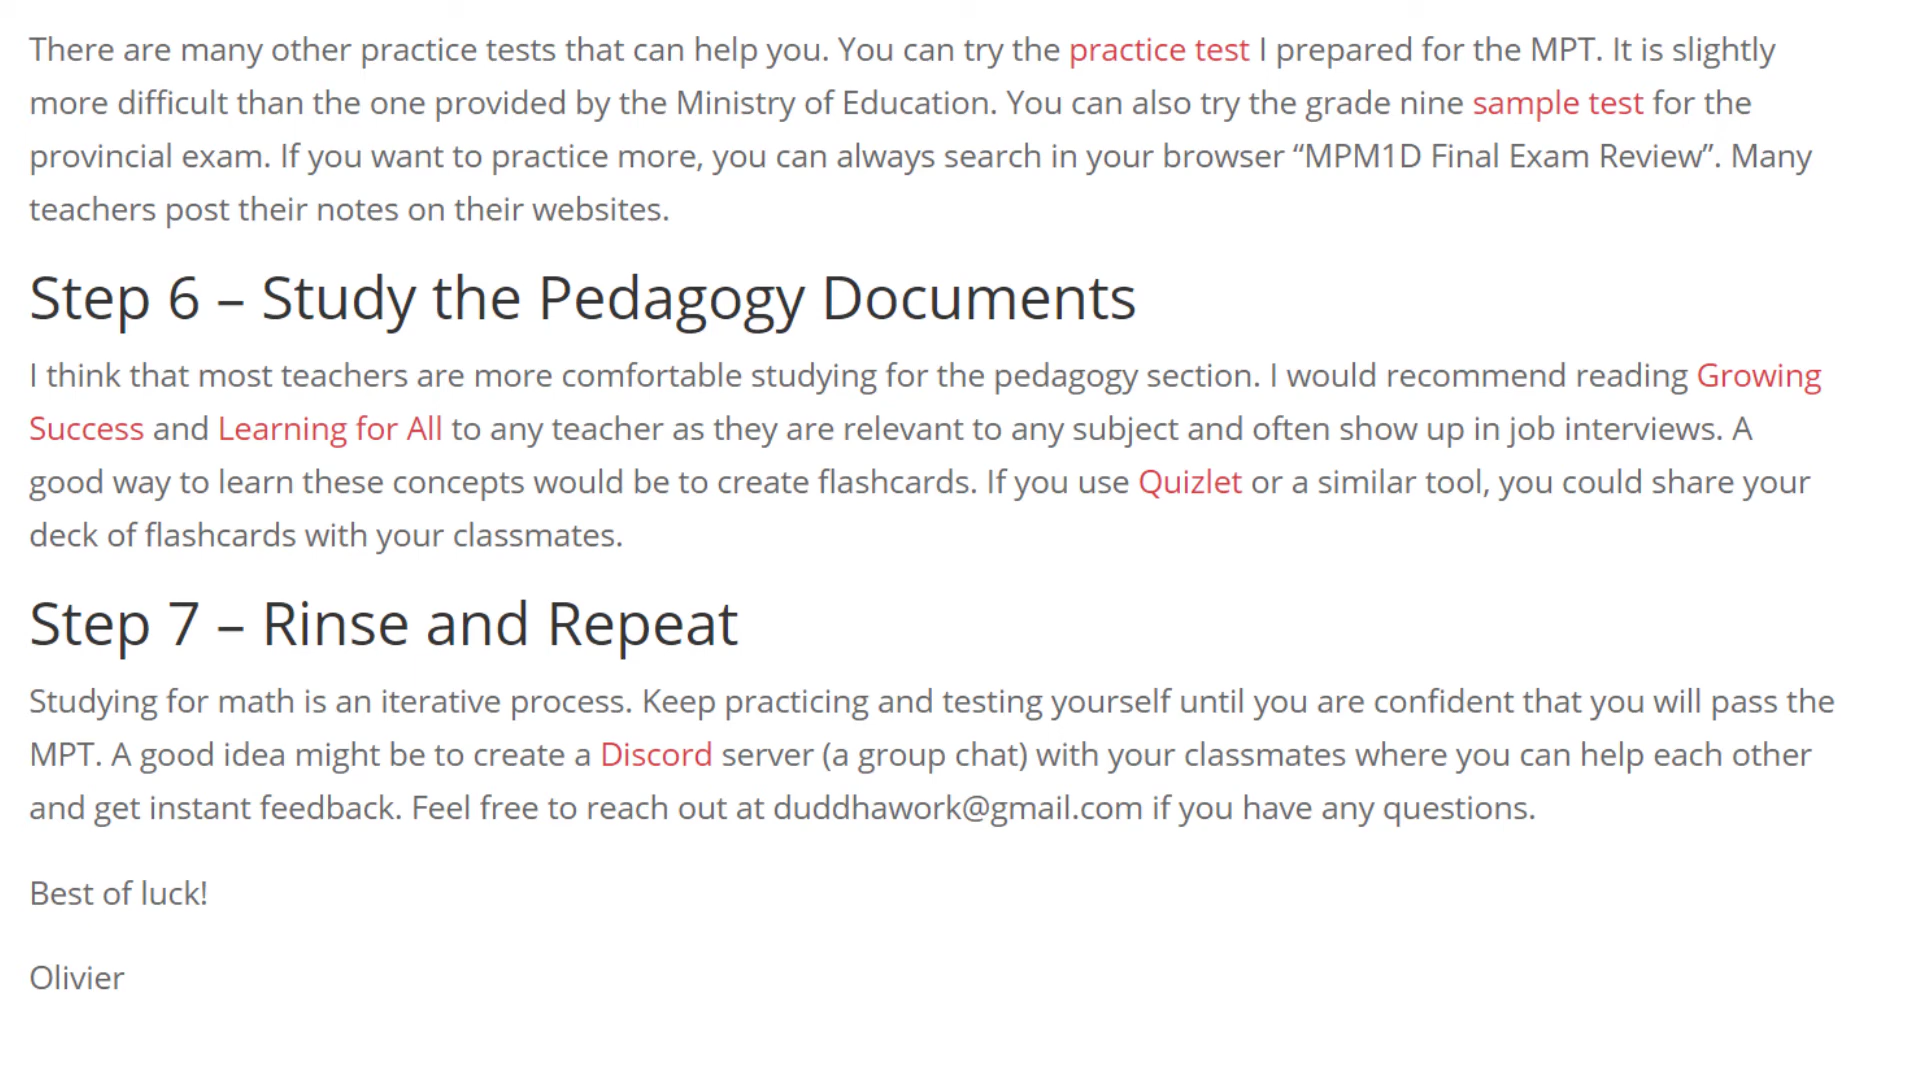 There are many other practice tests that can help you. You can try the practice test I prepared for the MPT. It is slightly
more difficult than the one provided by the Ministry of Education. You can also try the grade nine sample test for the
provincial exam. If you want to practice more, you can always search in your browser “MPM1D Final Exam Review”. Many
teachers post their notes on their websites.
Step 6 – Study the Pedagogy Documents
I think that most teachers are more comfortable studying for the pedagogy section. I would recommend reading Growing
Success and Learning for All to any teacher as they are relevant to any subject and often show up in job interviews. A
good way to learn these concepts would be to create flashcards. If you use Quizlet or a similar tool, you could share your
deck of flashcards with your classmates.
Step 7 – Rinse and Repeat
Studying for math is an iterative process. Keep practicing and testing yourself until you are confident that you will pass the
MPT. A good idea might be to create a Discord server (a group chat) with your classmates where you can help each other
and get instant feedback. Feel free to reach out at duddhawork@gmail.com if you have any questions.
Best of luck!
Olivier